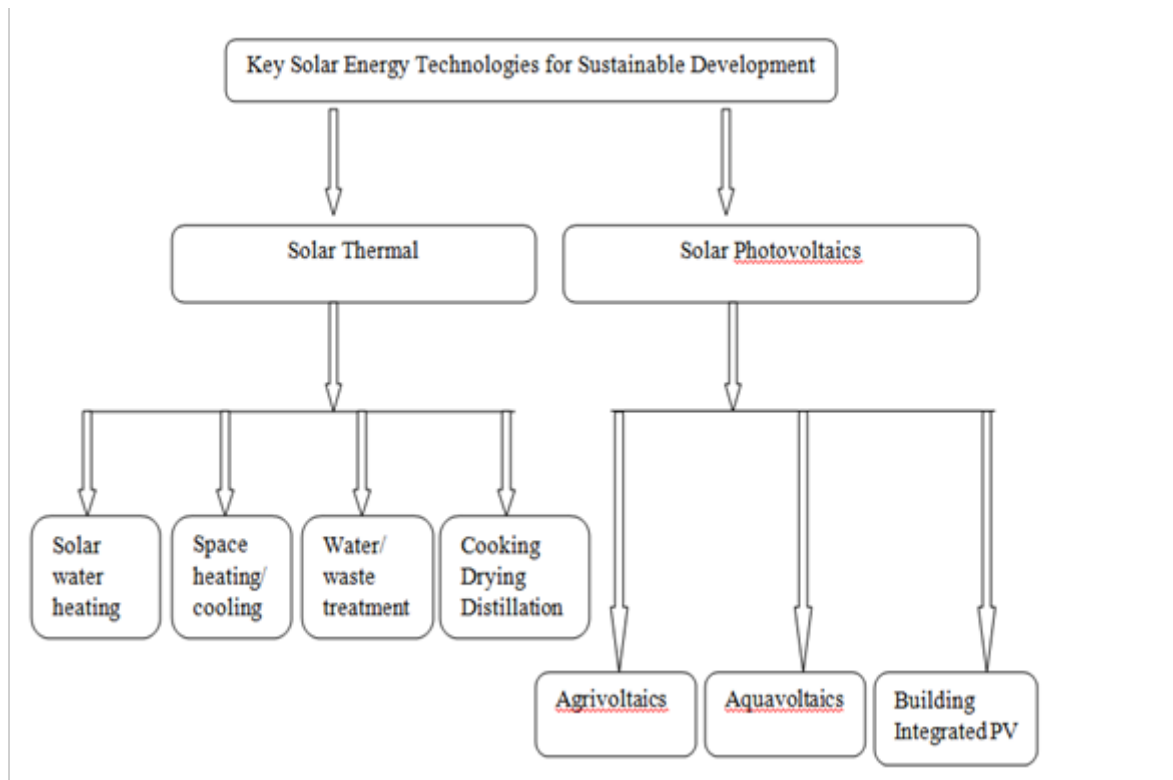 Key Solar Energy Technologies for Sustainable Development
Solar Thermal
Solar Photovoltaics
Solar
water
heating
Space
heating/
cooling
Water/
waste
treatment
Cooking
Drying
Distillation
Agrivoltaics
Aquavoltaics
Building
Integrated PV